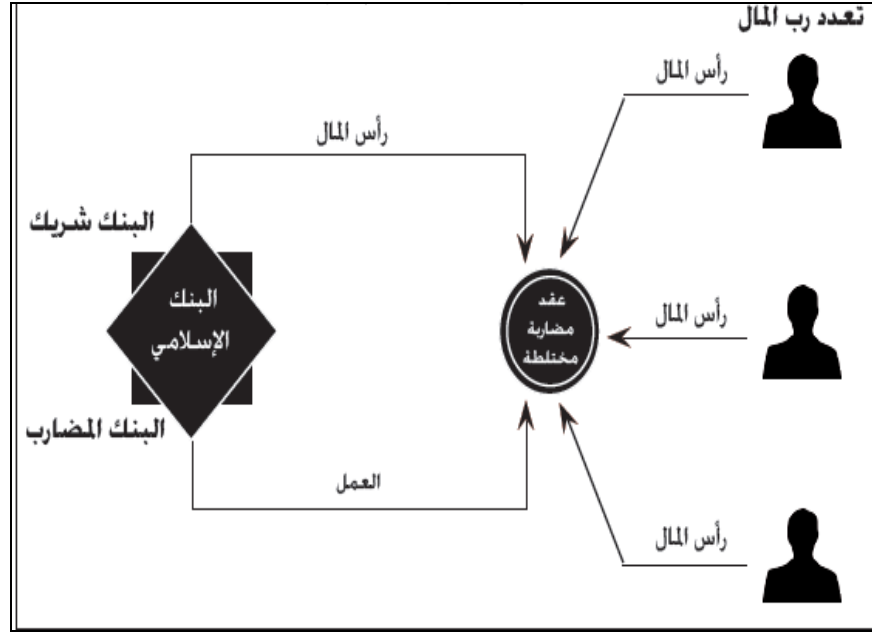 تعدد رب المال
رأس المال
رأس المال
البنك شريك
البنك
الإسلامي
عقد
مضاربة
مختلطة
رأس المال
البنك المضارب
العمل
رأس المال